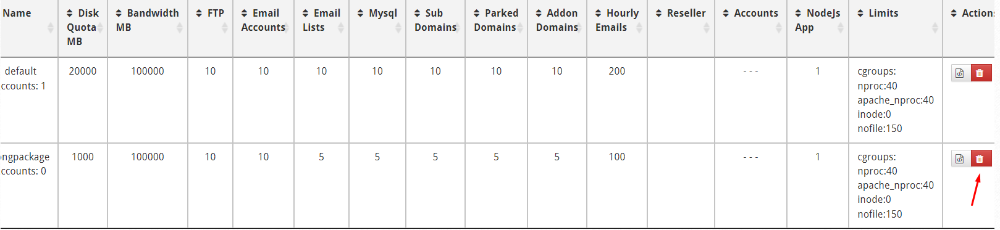 Name Disk Bandwidth FTP Email Email Mysql Sub Parked Addon Hourly Reseller Accounts NodeJs Limits Action
Quota MB Accounts Lists Domains Domains Domains Emails App
MB
default 20000 100000 10 10 10 10 10 10 10 200 --- 1 cgroups:
ccounts: 1 nproc:40
apache_nproc:40
inode:0
nofile:150
ongpackage 1000 100000 10 10 5 5 5 5 5 100 --- 1 cgroups:
ccounts: 0 nproc:40
apache_nproc:40
inode:0
nofile:150